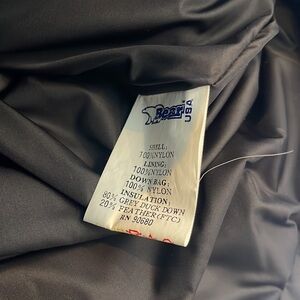 Bear
USA
SHELL:
100%NYLON
LINING:
100%NYLON
DOWN BAG:
100% NYLON
INSULATION:
80% GREY DUCK DOWN
20% FEATHER(FTC)
RN 90680